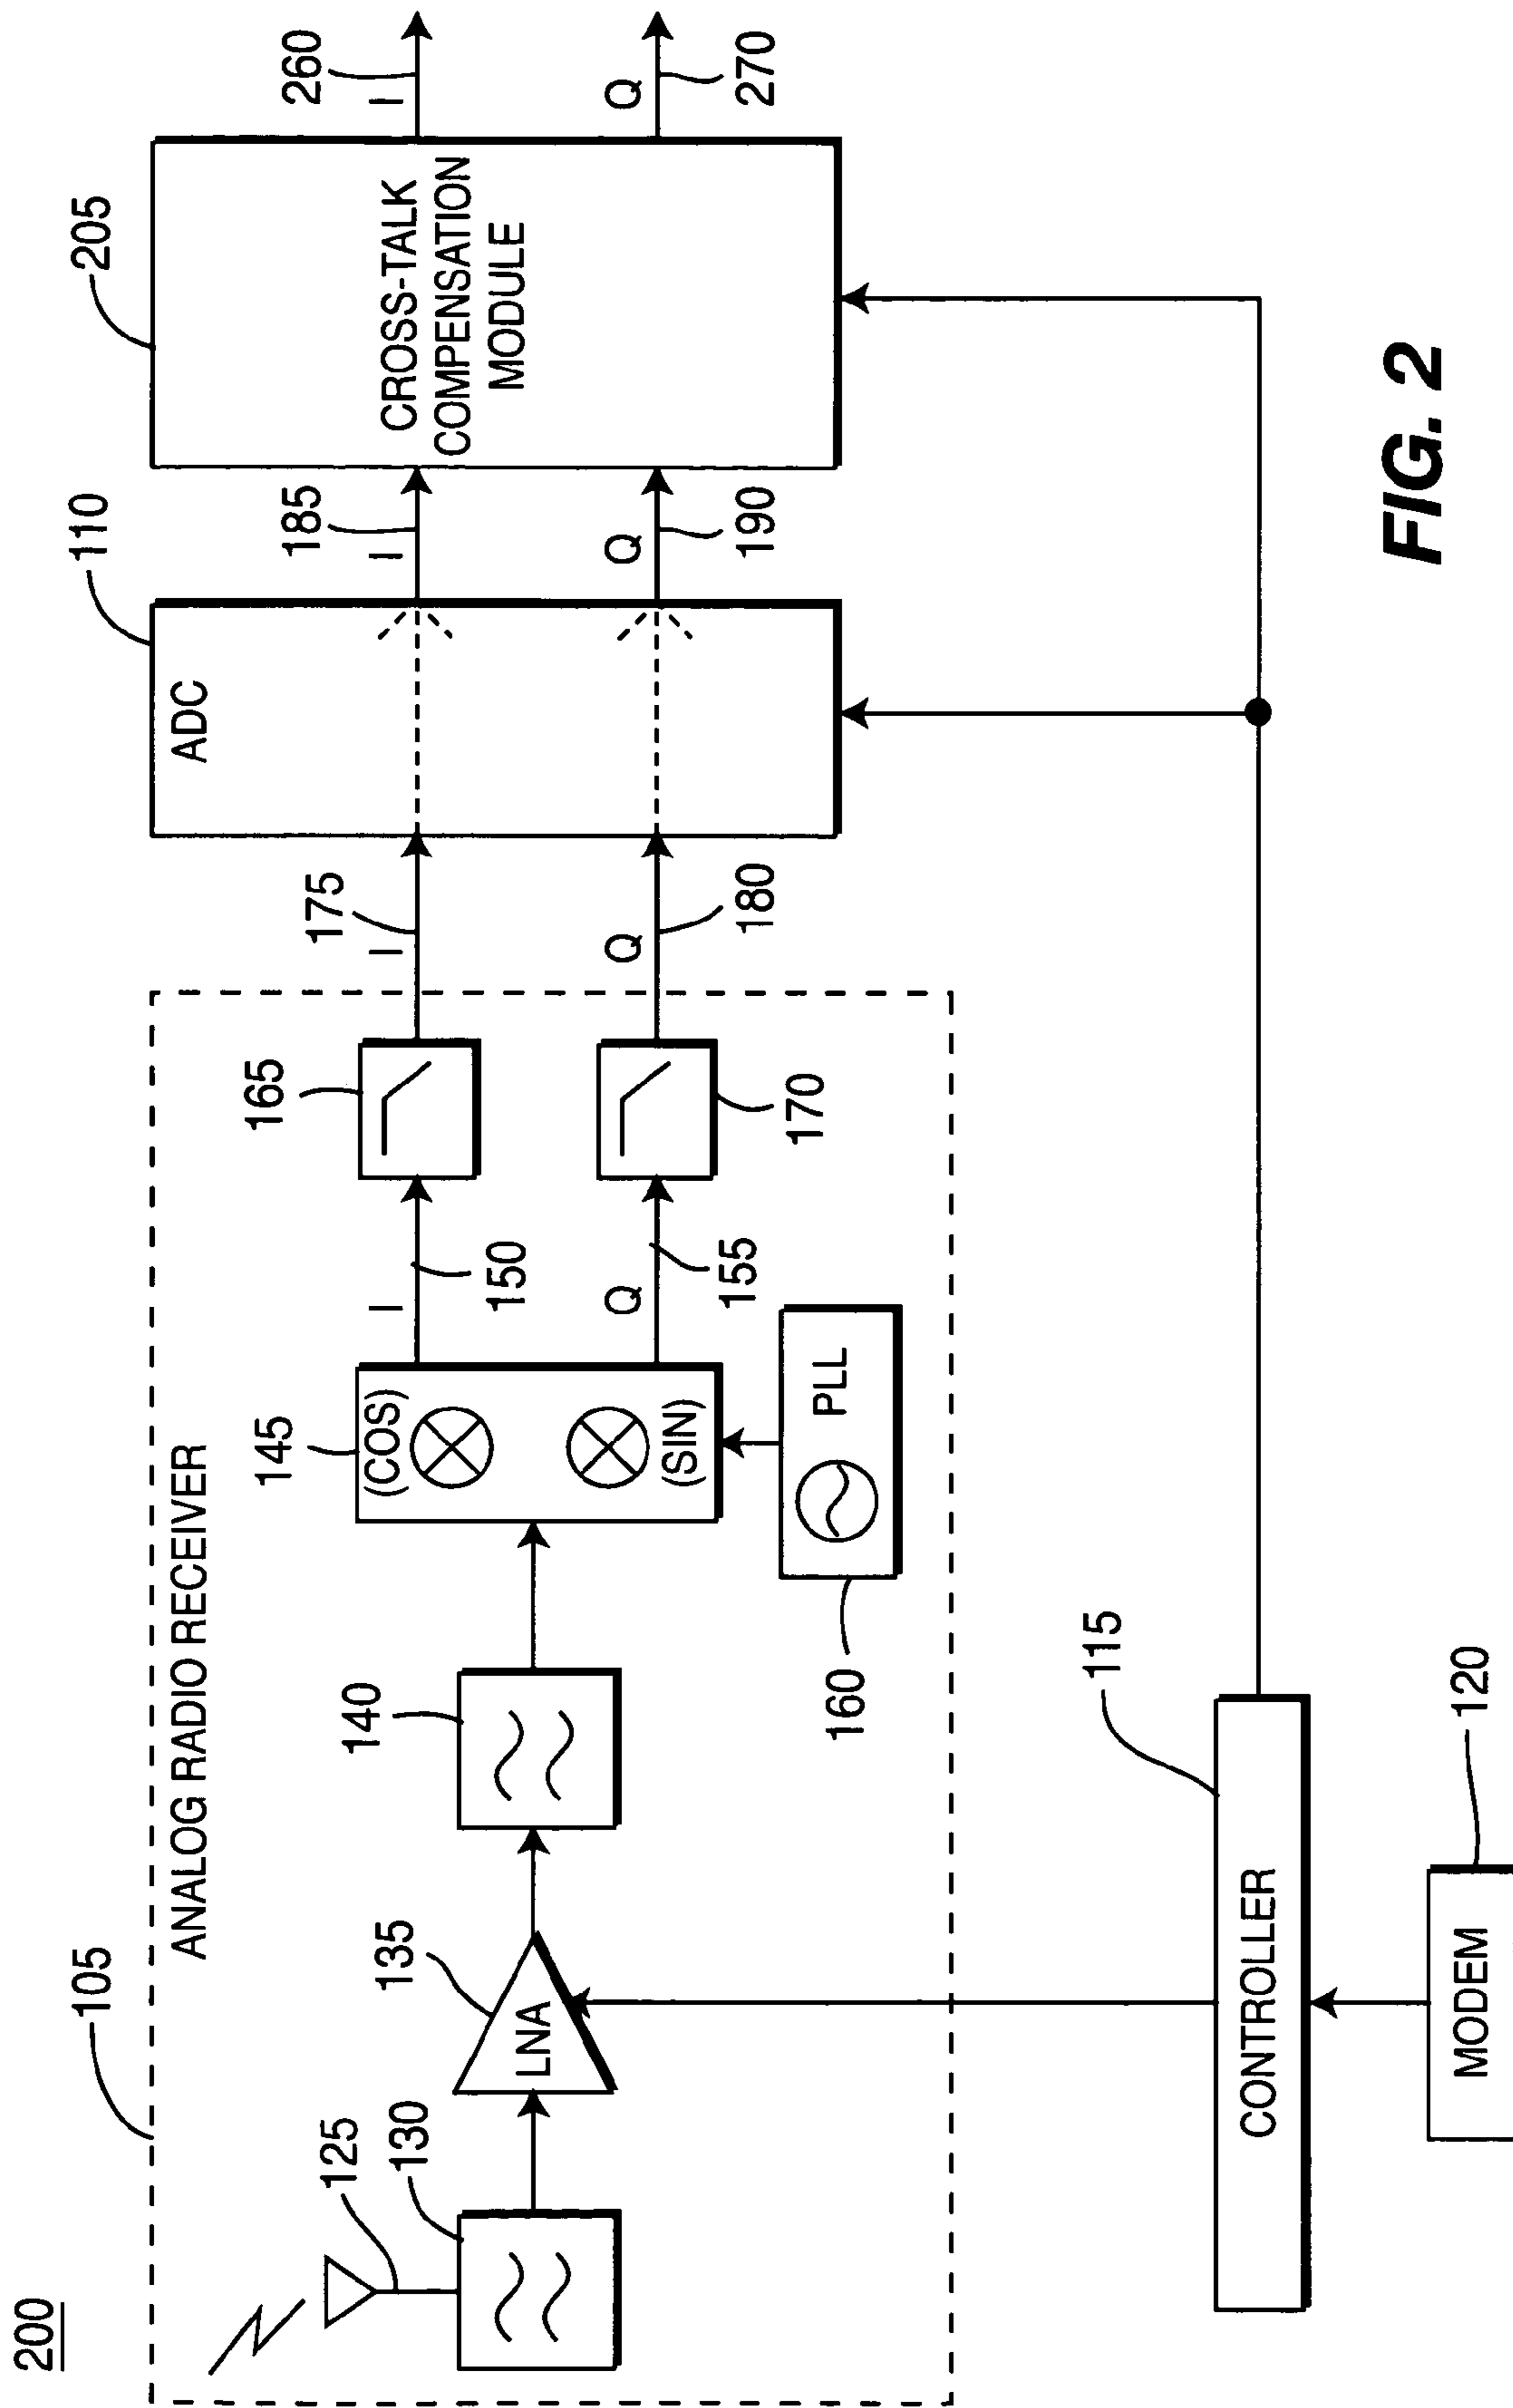 200
105
ANALOG RADIO RECEIVER
125
130
135
LNA
140
145
(COS)
(SIN)
160
PLL
I
150
Q
155
165
170
I
175
Q
180
110
ADC
I
185
Q
190
205
CROSS-TALK
COMPENSATION
MODULE
I
260
Q
270
115
CONTROLLER
120
MODEM
FIG. 2